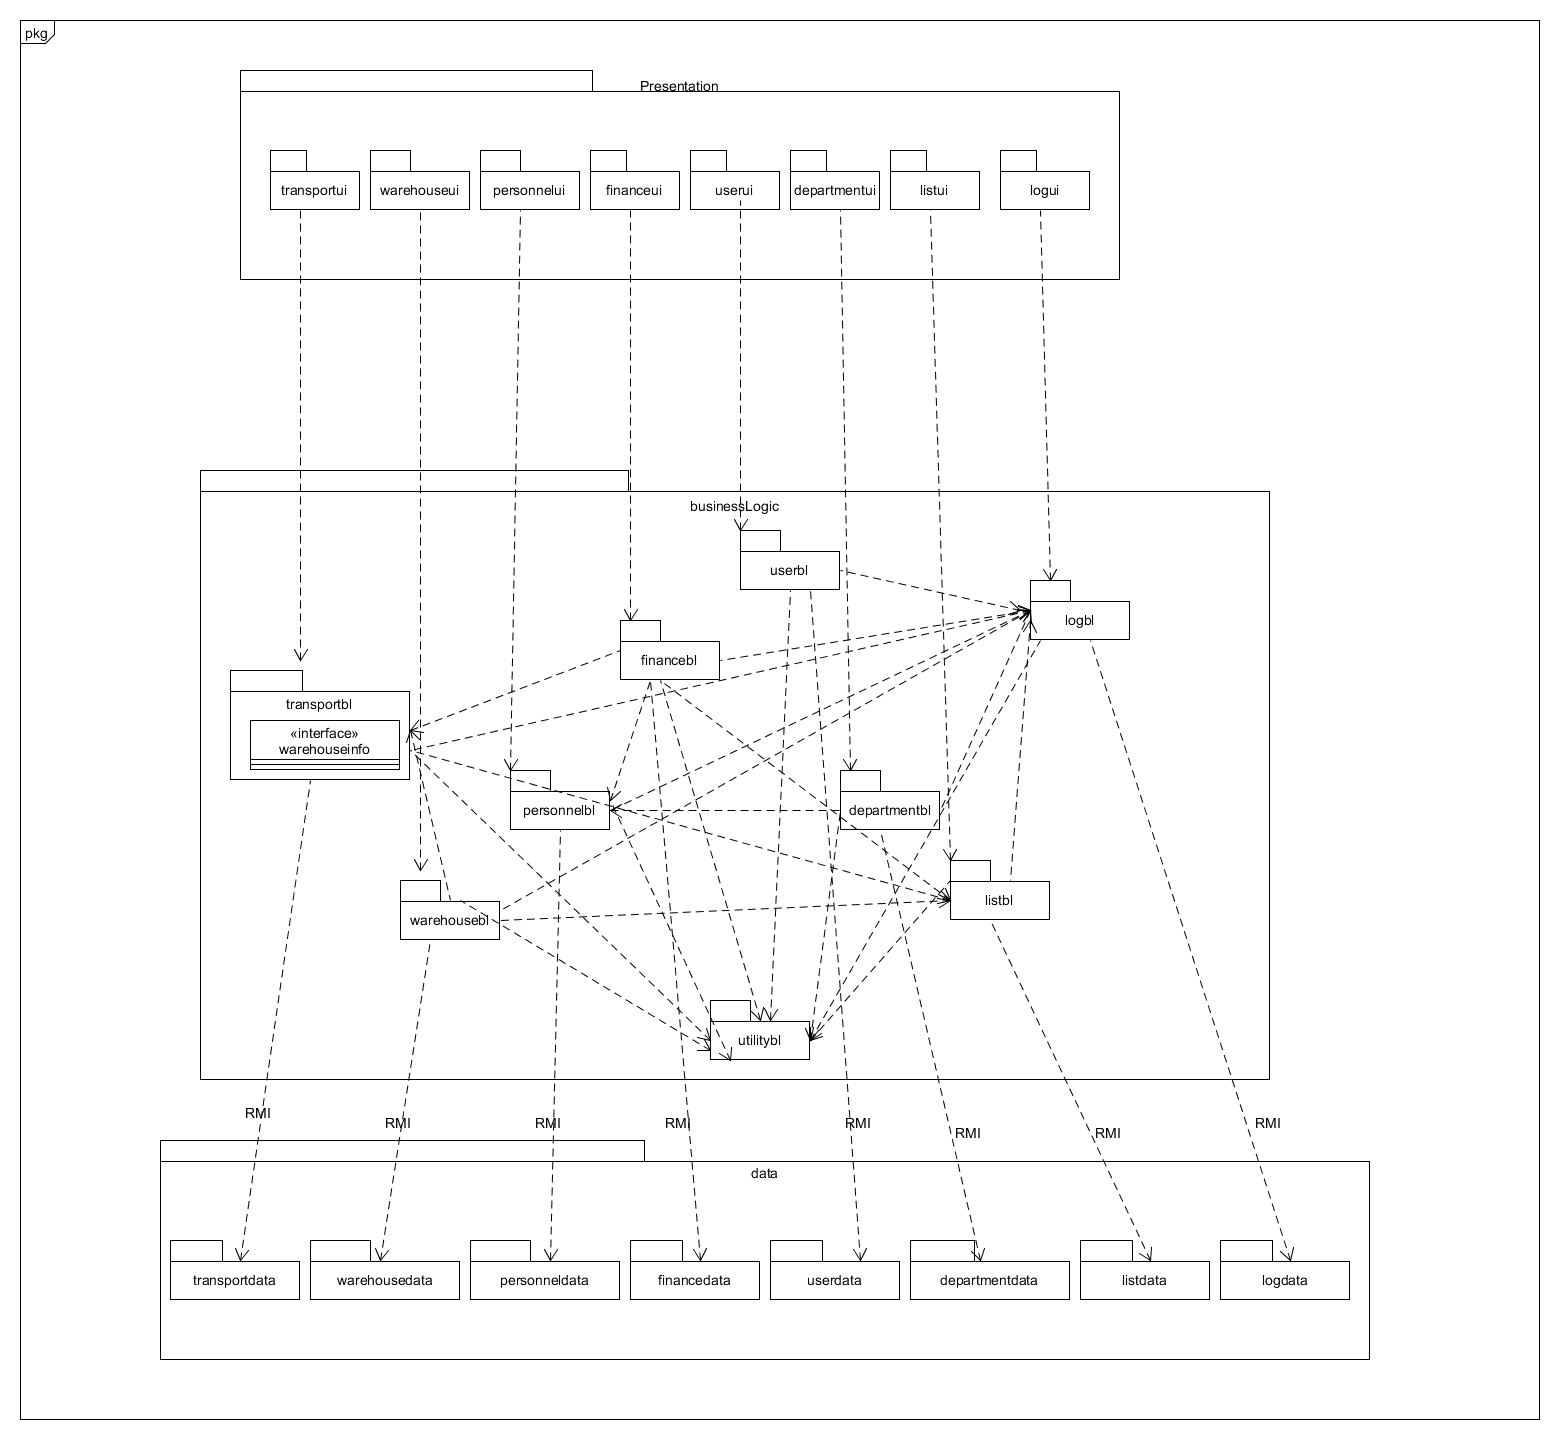 pkg
Presentation
transportui
warehouseui
personnelui
financeui
userui
departmentui
listui
logui
businessLogic
userbl
logbl
financebl
transportbl
«interface»
warehouseinfo
personnelbl
departmentbl
listbl
warehousebl
utilitybl
RMI
RMI
RMI
RMI
RMI
RMI
RMI
RMI
data
transportdata
warehousedata
personneldata
financedata
userdata
departmentdata
listdata
logdata